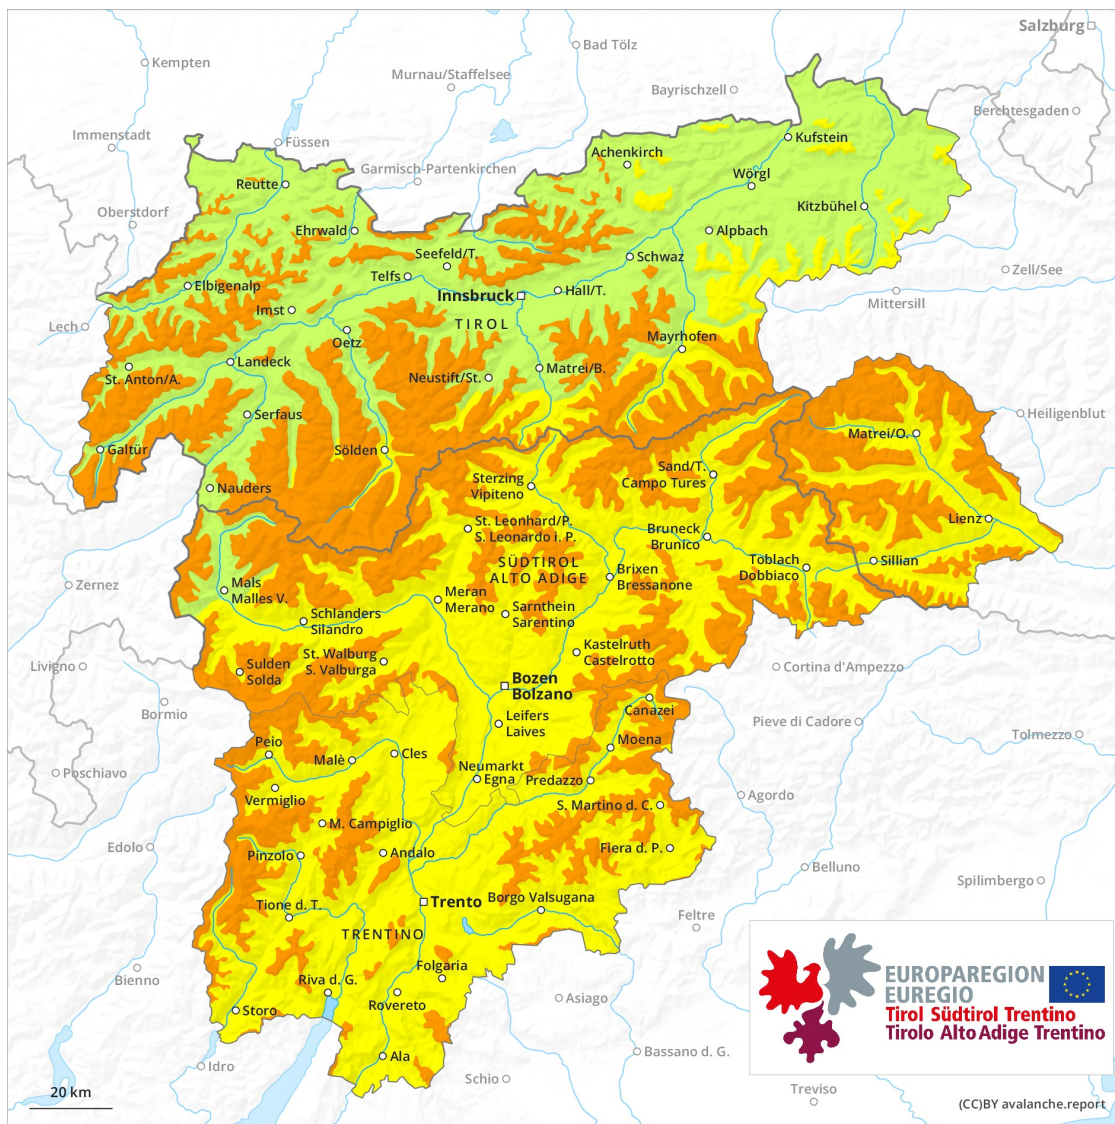 Salzburg
Kempten
Bad Tölz
Murnau/Staffelsee
Bayrischzell
Berchtesgaden
Immenstadt
Füssen
Kufstein
Achenkirch
Garmisch-Partenkirchen
Wörgl
Reutte
Oberstdorf
Kitzbühel
Ehrwald
Alpbach
Seefeld/T.
Schwaz
Telfs
Zell/See
Elbigenalp
Innsbruck
Hall/T.
Mittersill
Imst
TIROL
Lech
Oetz
Mayrhofen
Landeck
Matrei/B.
St. Anton/A.
Neustift/St.
Serfaus
Heiligenblut
Matrei/O.
Galtür
Sölden
Sand/T.
Campo Tures
Sterzing
Vipiteno
Nauders
St. Leonhard/P.
S. Leonardo i. P.
Lienz
Bruneck
Brunico
SÜDTIROL
ALTO ADIGE
Toblach
Dobbiaco
Sillian
Brixen
Bressanone
Zernez
Mals
Malles V.
Meran
Merano
Schlanders
Silandro
Sarnthein
Sarentino
Kastelruth
Castelrotto
St. Walburg
S. Valburga
Livigno
Sulden
Solda
Cortina d'Ampezzo
Bozen
Bolzano
Bormio
Canazei
Leifers
Laives
Pieve di Cadore
Tolmezzo
Moena
Peio
Cles
Malè
Poschiavo
Neumarkt
Egna
Predazzo
Vermiglio
Agordo
S. Martino d. C.
M. Campiglio
Edolo
Pinzolo
Andalo
Fiera d. P.
Belluno
Spilimbergo
Trento
Borgo Valsugana
Tione d. T.
Feltre
TRENTINO
Folgaria
Bienno
Riva d. G.
Rovereto
Asiago
Storo
EUROPAREGION
EUREGIO
Tirol Südtirol Trentino
Tirolo Alto Adige Trentino
Ala
Bassano d. G.
Idro
Schio
Treviso
20 km
(CC)BY avalanche.report